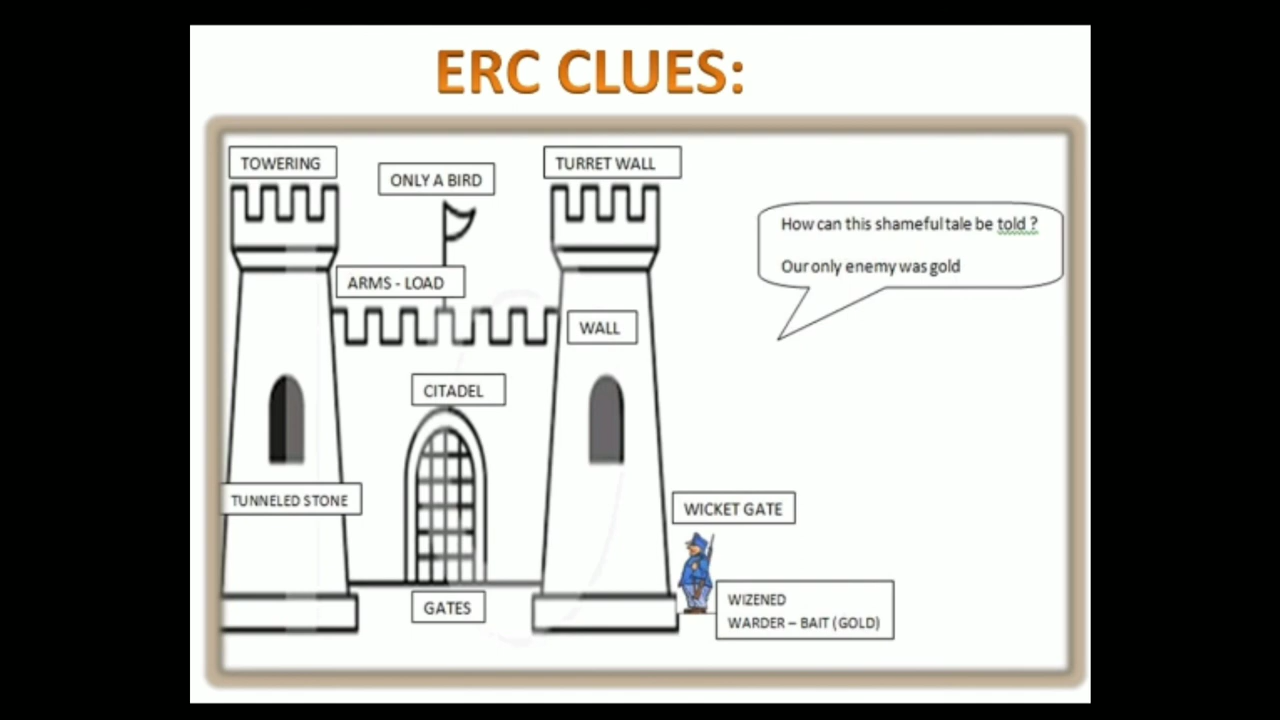 ERC CLUES:
TOWERING
ONLY A BIRD
TURRET WALL
How can this shameful tale be told ?
Our only enemy was gold
ARMS - LOAD
WALL
CITADEL
TUNNELED STONE
WICKET GATE
GATES
WIZENED
WARDER – BAIT (GOLD)